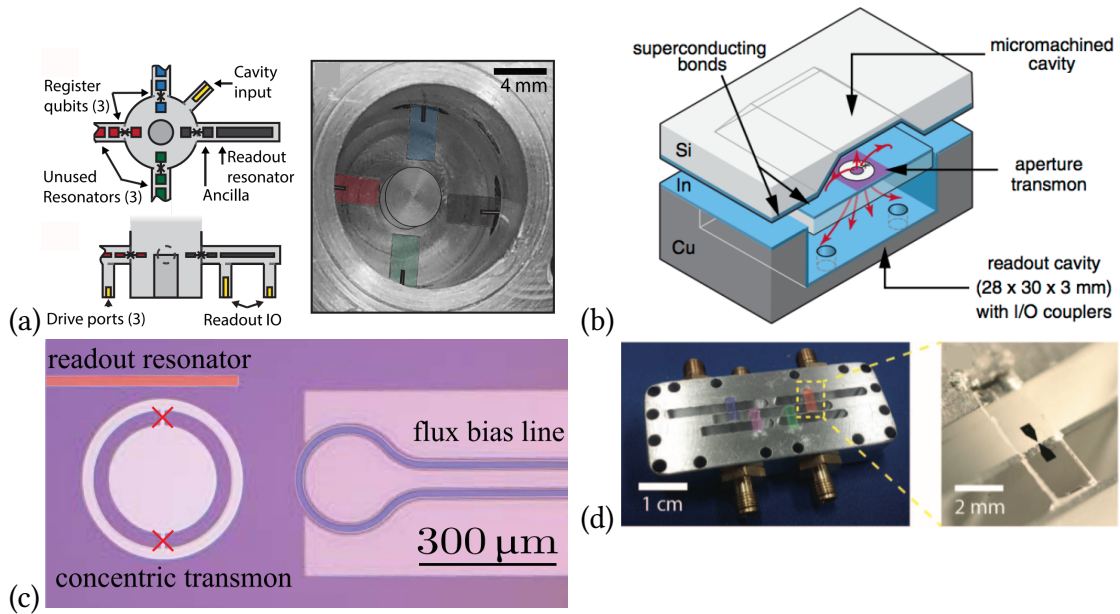 Register
qubits (3)
Cavity
input
Unused
Resonators (3)
Readout
resonator
Ancilla
Drive ports (3)
Readout IO
4 mm
(a)
superconducting
bonds
micromachined
cavity
Si
In
Cu
aperture
transmon
readout cavity
(28 x 30 x 3 mm)
with I/O couplers
(b)
readout resonator
flux bias line
300 μm
concentric transmon
(c)
1 cm
2 mm
(d)